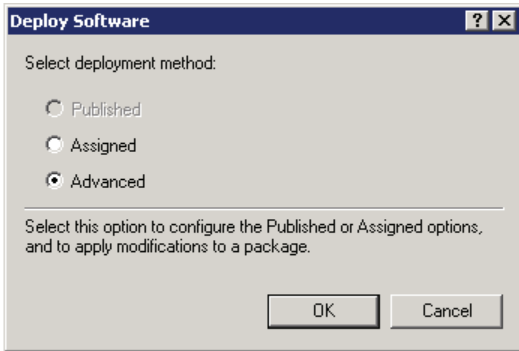 Deploy Software
Select deployment method:
Published
Assigned
Advanced
Select this option to configure the Published or Assigned options,
and to apply modifications to a package.
OK
Cancel